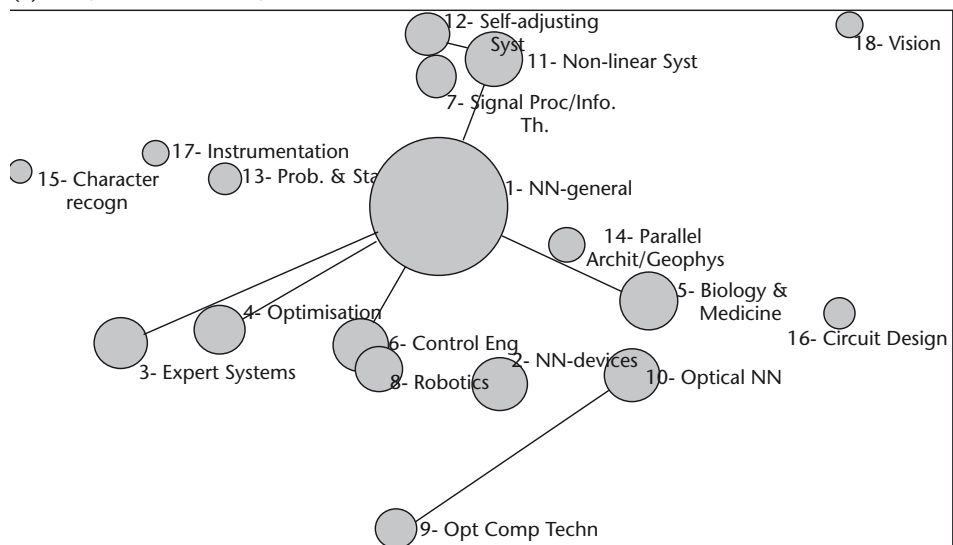 12- Self-adjusting
Syst
18- Vision
11- Non-linear Syst
7- Signal Proc/Info.
Th.
17- Instrumentation
15- Character
recogn
13- Prob. & Sta
1- NN-general
14- Parallel
Archit/Geophys
5- Biology &
Medicine
4- Optimisation
16- Circuit Design
6- Control Eng
3- Expert Systems
2- NN-devices
8- Robotics
10- Optical NN
9- Opt Comp Techn